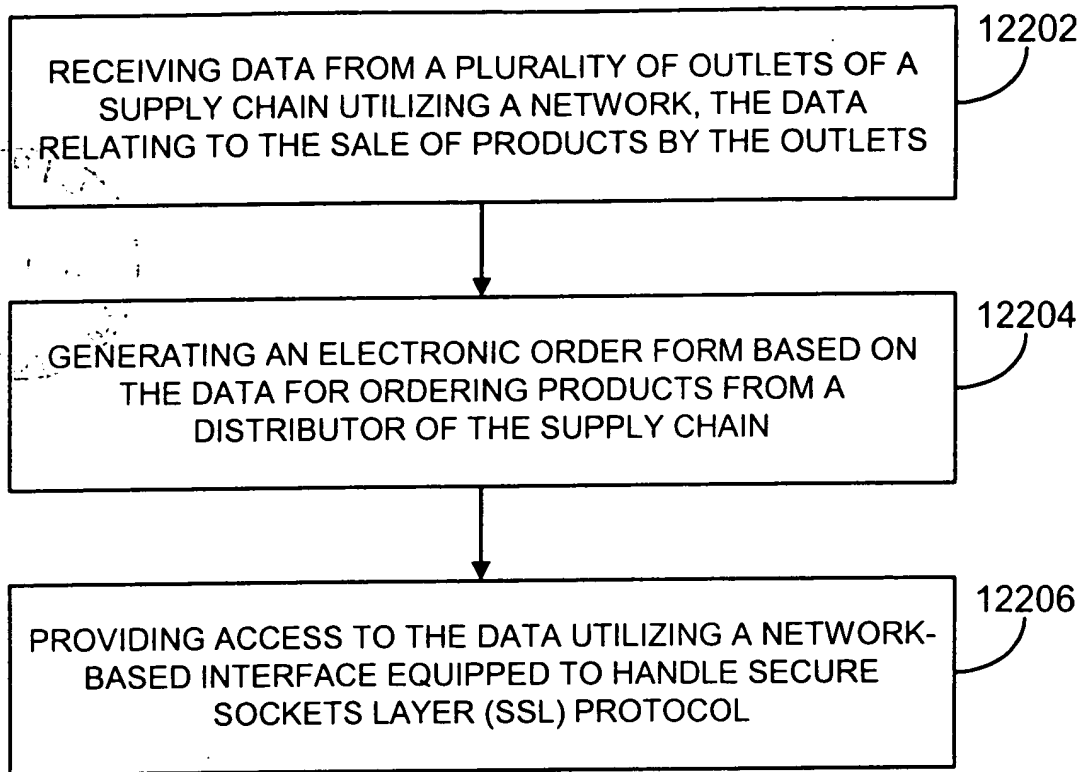 12202
RECEIVING DATA FROM A PLURALITY OF OUTLETS OF A
SUPPLY CHAIN UTILIZING A NETWORK, THE DATA
RELATING TO THE SALE OF PRODUCTS BY THE OUTLETS
12204
GENERATING AN ELECTRONIC ORDER FORM BASED ON
THE DATA FOR ORDERING PRODUCTS FROM A
DISTRIBUTOR OF THE SUPPLY CHAIN
12206
PROVIDING ACCESS TO THE DATA UTILIZING A NETWORK-
BASED INTERFACE EQUIPPED TO HANDLE SECURE
SOCKETS LAYER (SSL) PROTOCOL